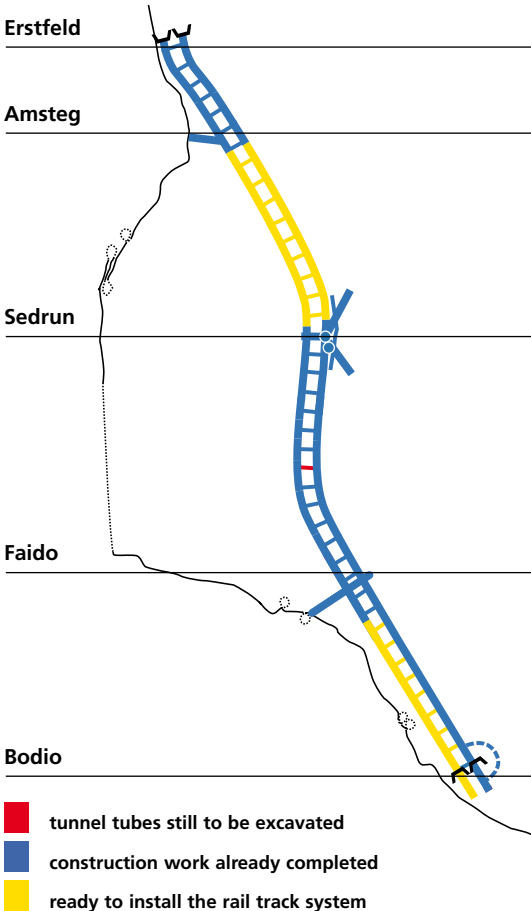 Erstfeld
Amsteg
Sedrun
Faido
Bodio
tunnel tubes still to be excavated
construction work already completed
ready to install the rail track system